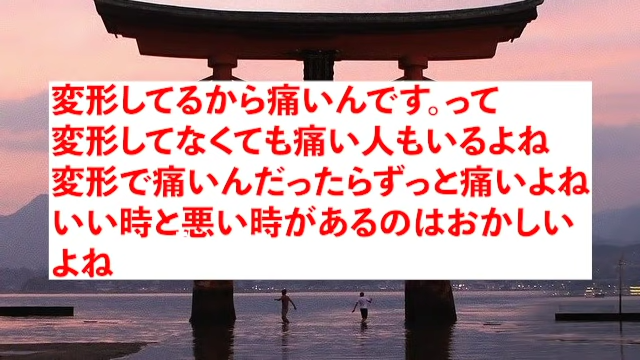 変形してるから痛いんです。って
変形してなくても痛い人もいるよね
変形で痛いんだったらずっと痛いよね
いい時と悪い時があるのはおかしい
よね